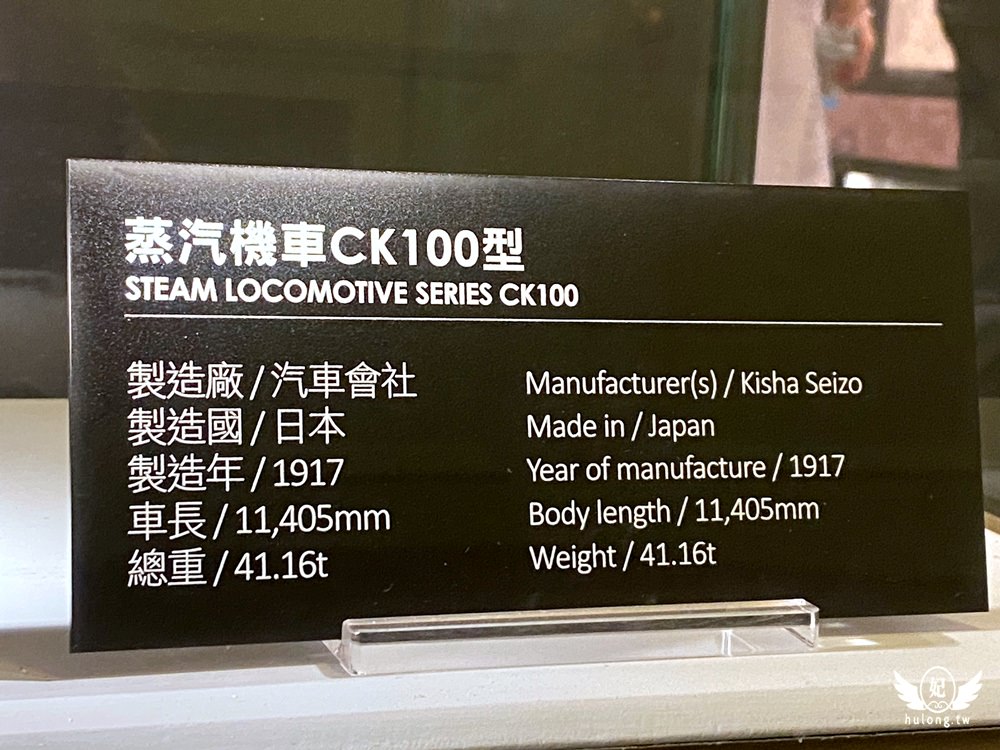 蒸汽機車CK100型
STEAM LOCOMOTIVE SERIES CK100
製造廠 / 汽車會社
製造國 / 日本
製造年 / 1917
車長 / 11,405mm
總重 / 41.16t
Manufacturer(s) / Kisha Seizo
Made in / Japan
Year of manufacture / 1917
Body length / 11,405mm
Weight / 41.16t
妃
hulong.tw